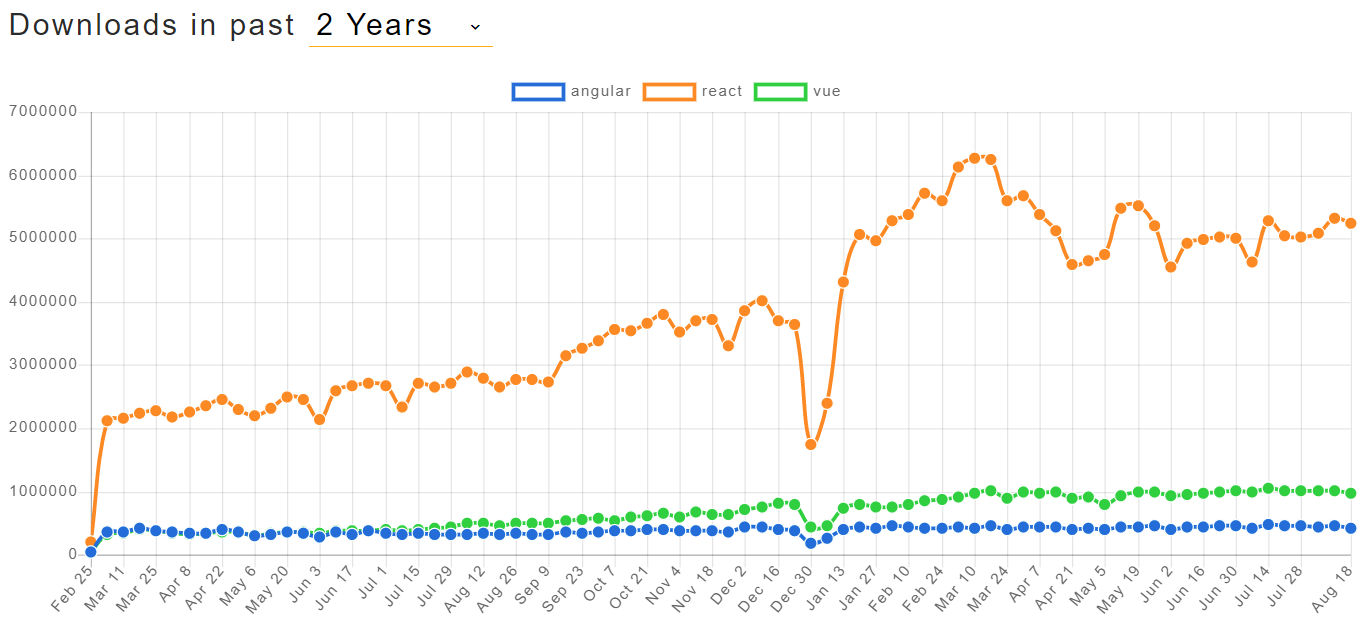 Downloads in past 2 Years
angular react vue
7000000
6000000
5000000
4000000
3000000
2000000
1000000
0
Feb 25 Mar 11 Mar 25 Apr 8 Apr 22 May 6 May 20 Jun 3 Jun 17 Jul 1 Jul 15 Jul 29 Aug 12 Aug 26 Sep 9 Sep 23 Oct 7 Oct 21 Nov 4 Nov 18 Dec 2 Dec 16 Dec 30 Jan 13 Jan 27 Feb 10 Feb 24 Mar 10 Mar 24 Apr 7 Apr 21 May 5 May 19 Jun 2 Jun 16 Jun 30 Jul 14 Jul 28 Aug 18